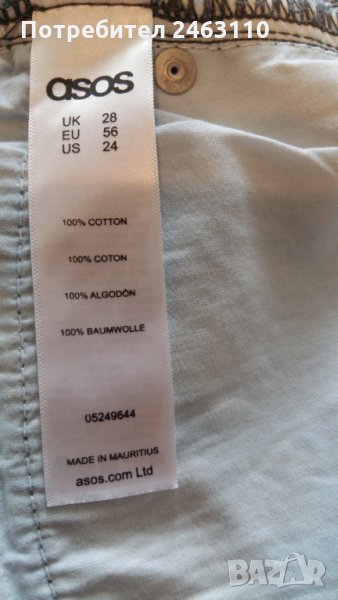 Потребител 2463110
asos
UK 28
EU 56
US 24
100% COTTON
100% COTON
100% ALGODÓN
100% BAUMWOLLE
05249644
MADE IN MAURITIUS
asos.com Ltd
BAZAR